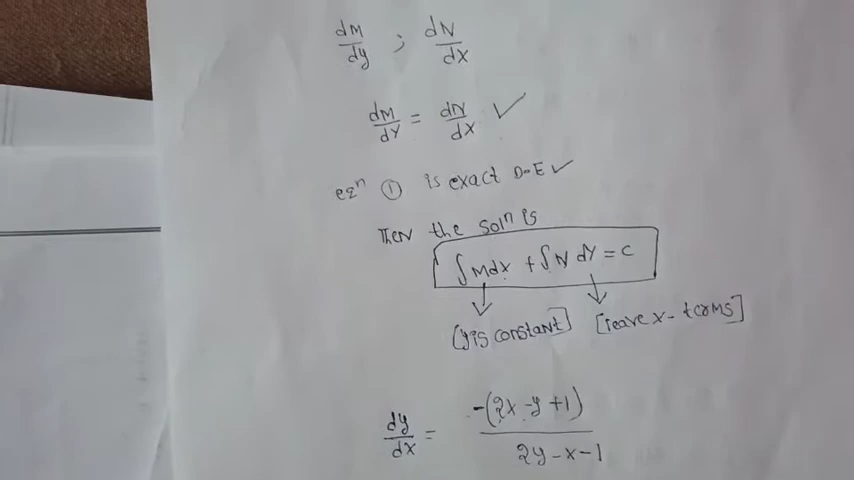 dM/dy ; dN/dx
dM/dY = dN/dX ✓
eqⁿ ① is exact D.E ✓
Then the solⁿ is
∫Mdx + ∫N dY = c
[y is constant] [leave x- terms]
dy/dx = -(2x -y +1) / 2y -x -1